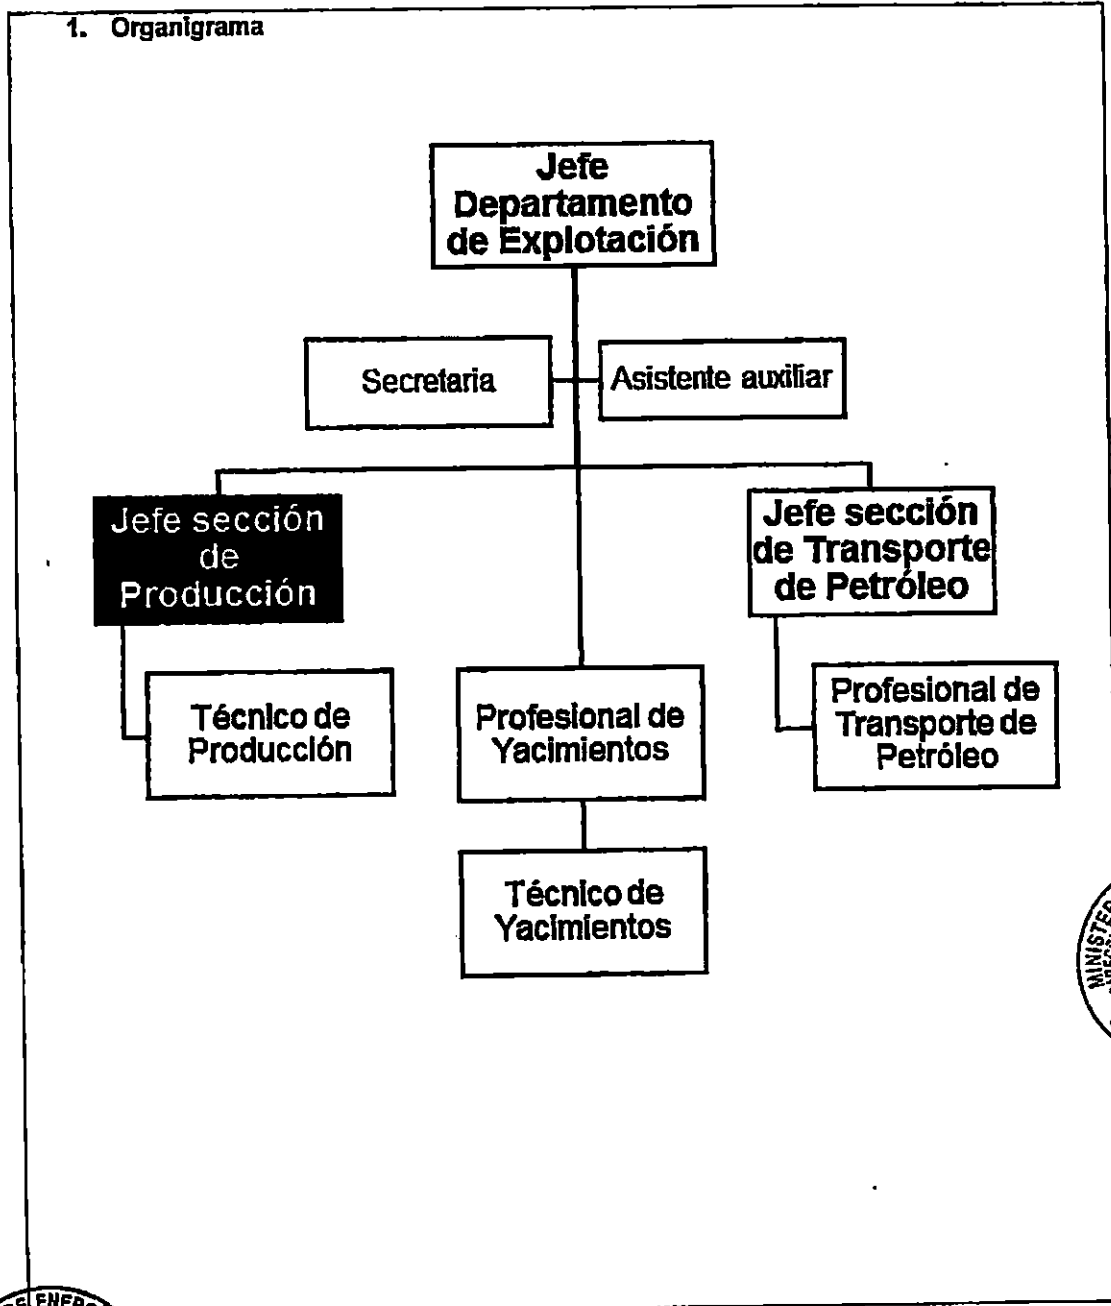 1. Organigrama
Jefe
Departamento
de Explotación
Secretaria
Asistente auxiliar
Jefe sección
de
Producción
Jefe sección
de Transporte
de Petróleo
Técnico de
Producción
Profesional de
Yacimientos
Profesional de
Transporte de
Petróleo
Técnico de
Yacimientos